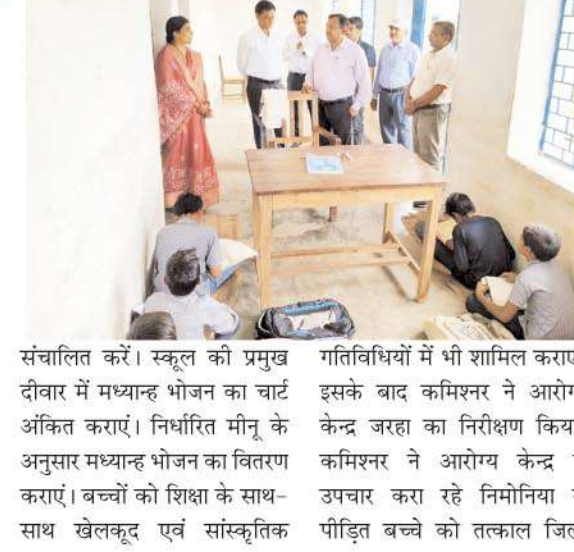 संचालित करें। स्कूल की प्रमुख
दीवार में मध्यान्ह भोजन का चार्ट
अंकित कराएं। निर्धारित मीनू के
अनुसार मध्यान्ह भोजन का वितरण
कराएं। बच्चों को शिक्षा के साथ-
साथ खेलकूद एवं सांस्कृतिक
गतिविधियों में भी शामिल कराए
इसके बाद कमिश्नर ने
केन्द्र जरहा का निरीक्षण
कमिश्नर ने आरोग्य केन्द्र
उपचार करा रहे निमोनिया
पीड़ित बच्चे को तत्काल